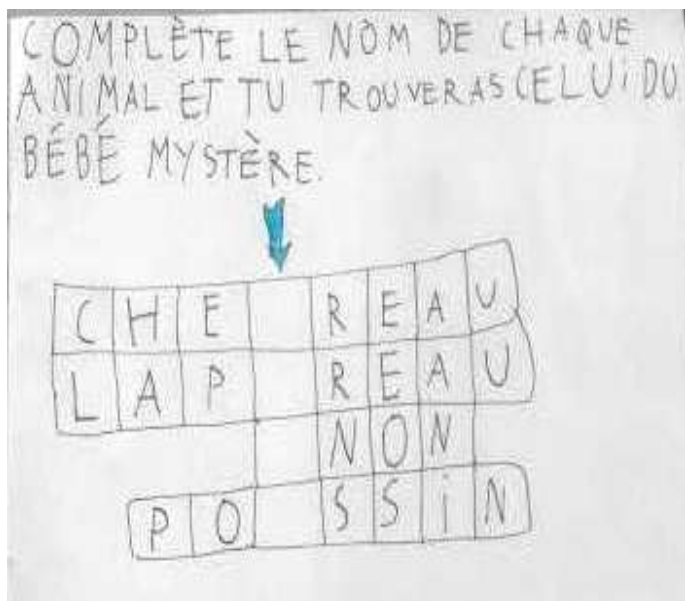 COMPLÈTE LE NOM DE CHAQUE
ANIMAL ET TU TROUVERAS CELUI DU
BÉBÉ MYSTÈRE.
CHE REAU
LAP REAU
NON
PO SSIN